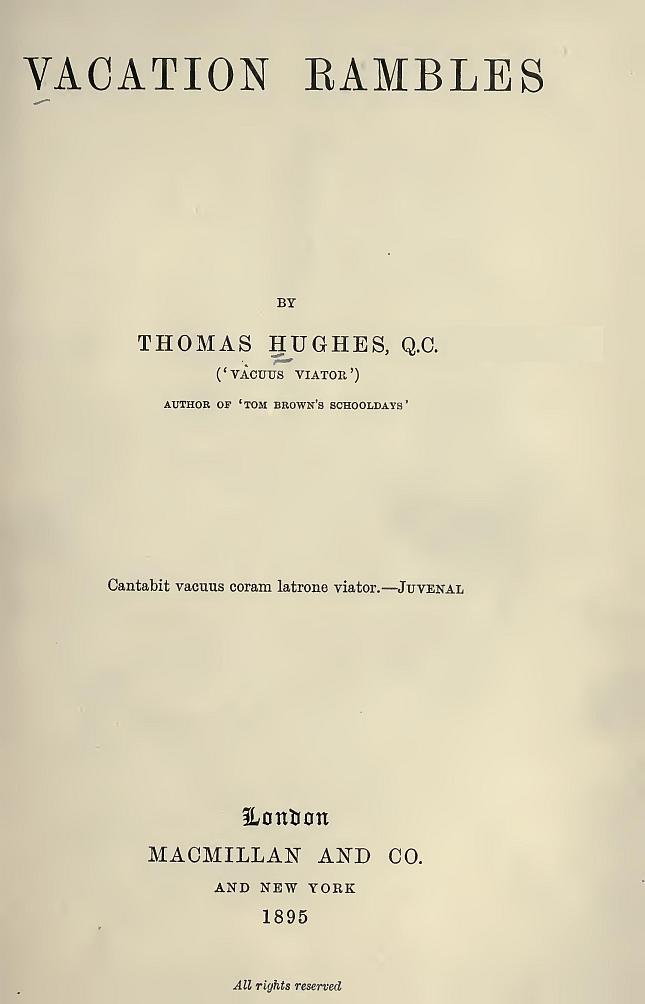 VACATION RAMBLES
BY
THOMAS HUGHES, Q.C.
('VACUUS VIATOR')
AUTHOR OF 'TOM BROWN'S SCHOOLDAYS'
Cantabit vacuus coram latrone viator.—JUVENAL
London
MACMILLAN AND CO.
AND NEW YORK
1895
All rights reserved